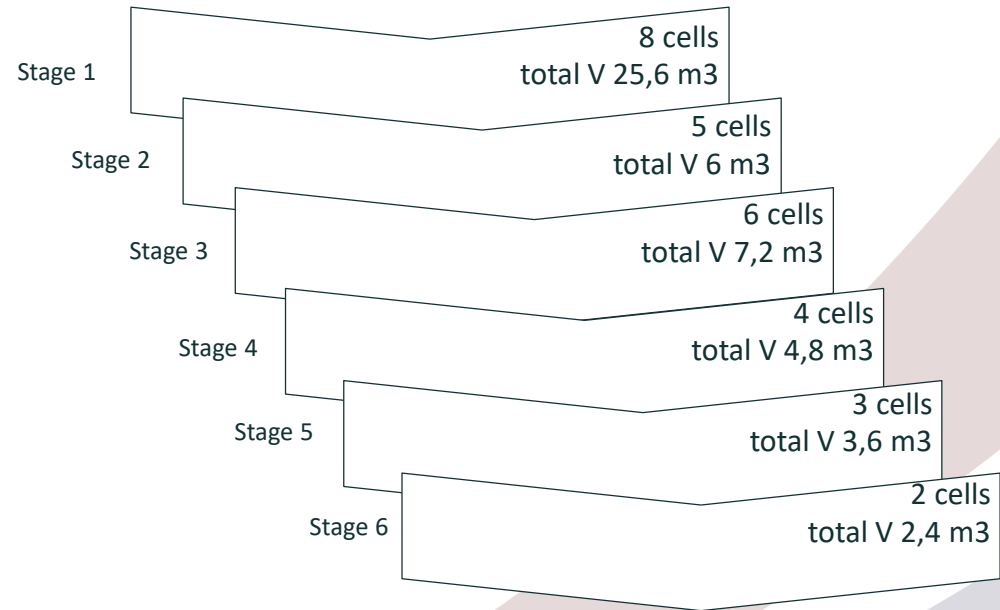 Stage 1
8 cells
total V 25,6 m3
Stage 2
5 cells
total V 6 m3
Stage 3
6 cells
total V 7,2 m3
Stage 4
4 cells
total V 4,8 m3
Stage 5
3 cells
total V 3,6 m3
Stage 6
2 cells
total V 2,4 m3